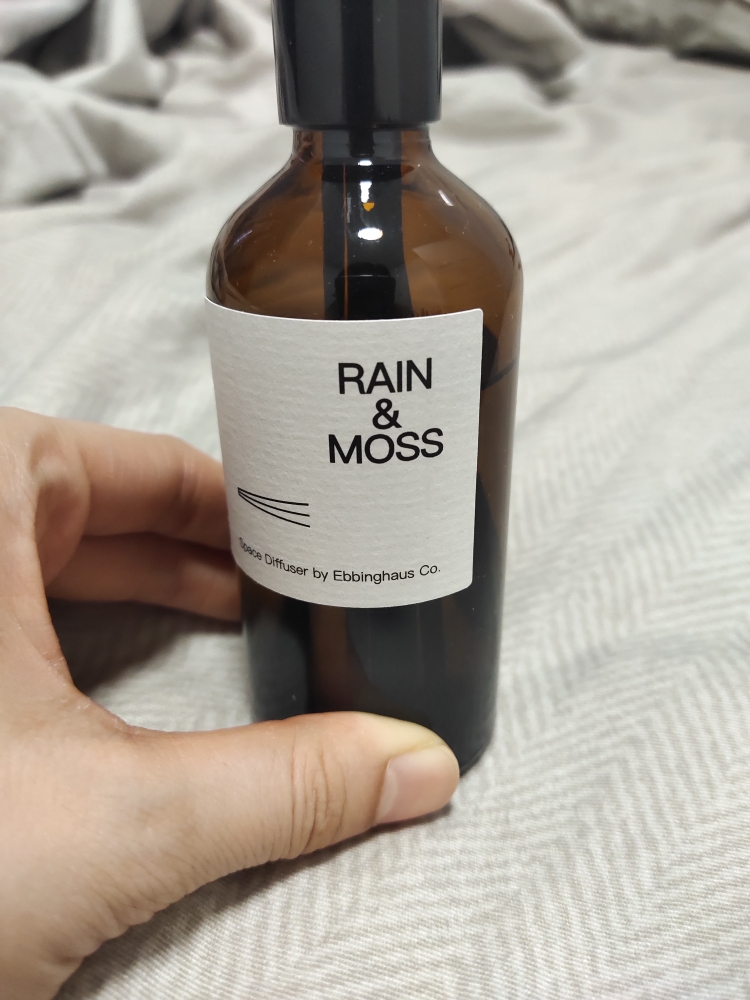 RAIN
&
MOSS
Space Diffuser by Ebbinghaus Co.